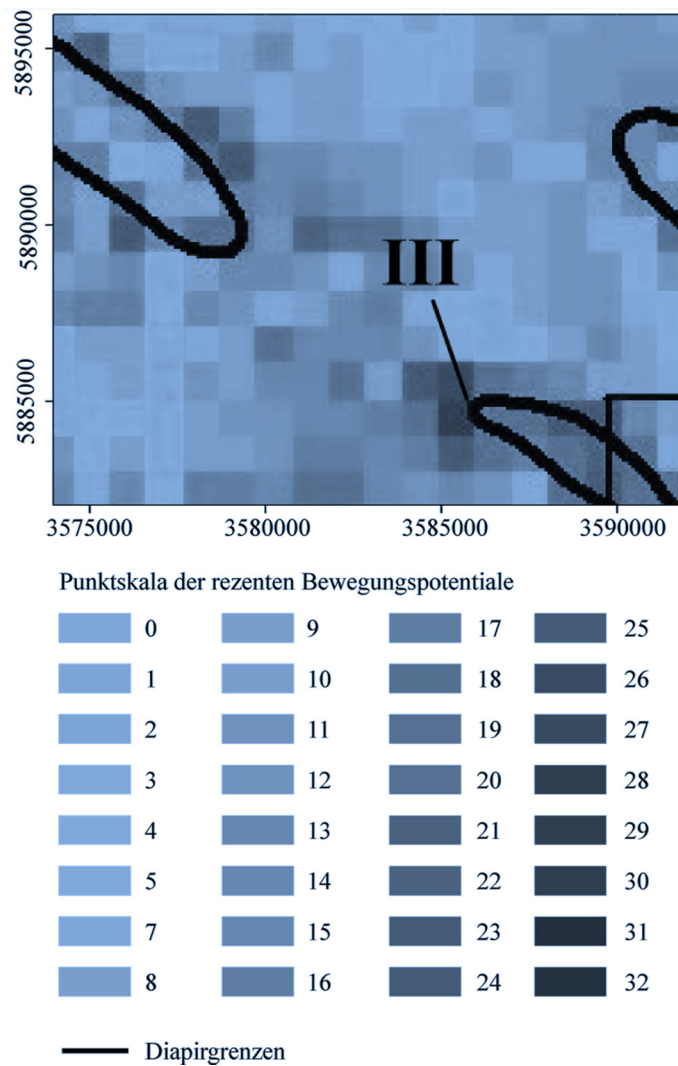 5895000
5890000
5885000
III
3575000 3580000 3585000 3590000
Punktskala der rezenten Bewegungspotentiale
0 9 17 25
1 10 18 26
2 11 19 27
3 12 20 28
4 13 21 29
5 14 22 30
7 15 23 31
8 16 24 32
Diapirgrenzen